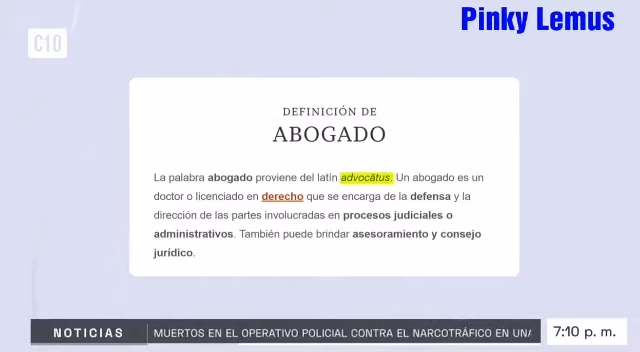 Pinky Lemus
C10
DEFINICIÓN DE
ABOGADO
La palabra abogado proviene del latín advocātus. Un abogado es un
doctor o licenciado en derecho que se encarga de la defensa y la
dirección de las partes involucradas en procesos judiciales o
administrativos. También puede brindar asesoramiento y consejo
jurídico.
NOTICIAS
MUERTOS EN EL OPERATIVO POLICIAL CONTRA EL NARCOTRÁFICO EN
7:10 p. m.